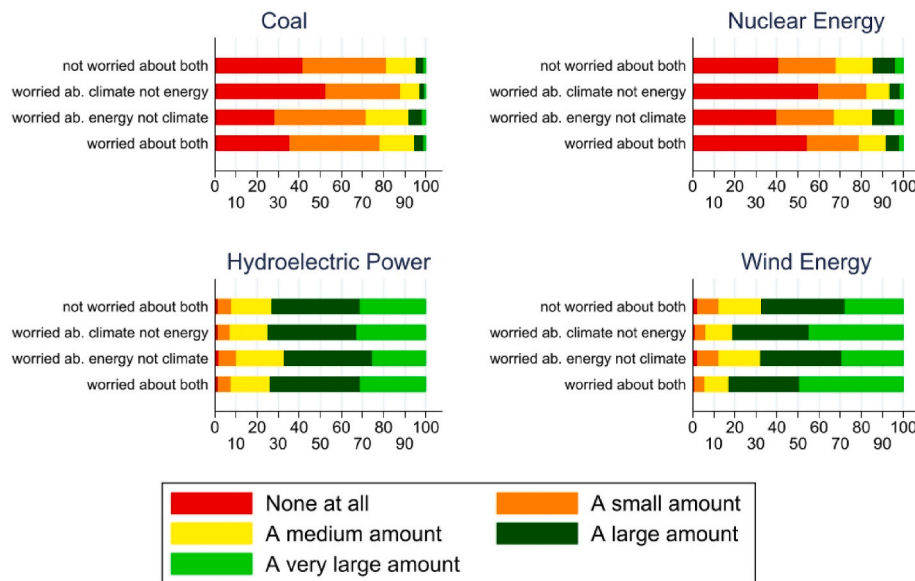 Coal
not worried about both
worried ab. climate not energy
worried ab. energy not climate
worried about both
0 20 40 60 80 100
10 30 50 70 90
Nuclear Energy
not worried about both
worried ab. climate not energy
worried ab. energy not climate
worried about both
0 20 40 60 80 100
10 30 50 70 90
Hydroelectric Power
not worried about both
worried ab. climate not energy
worried ab. energy not climate
worried about both
0 20 40 60 80 100
10 30 50 70 90
Wind Energy
not worried about both
worried ab. climate not energy
worried ab. energy not climate
worried about both
0 20 40 60 80 100
10 30 50 70 90
None at all
A small amount
A medium amount
A large amount
A very large amount